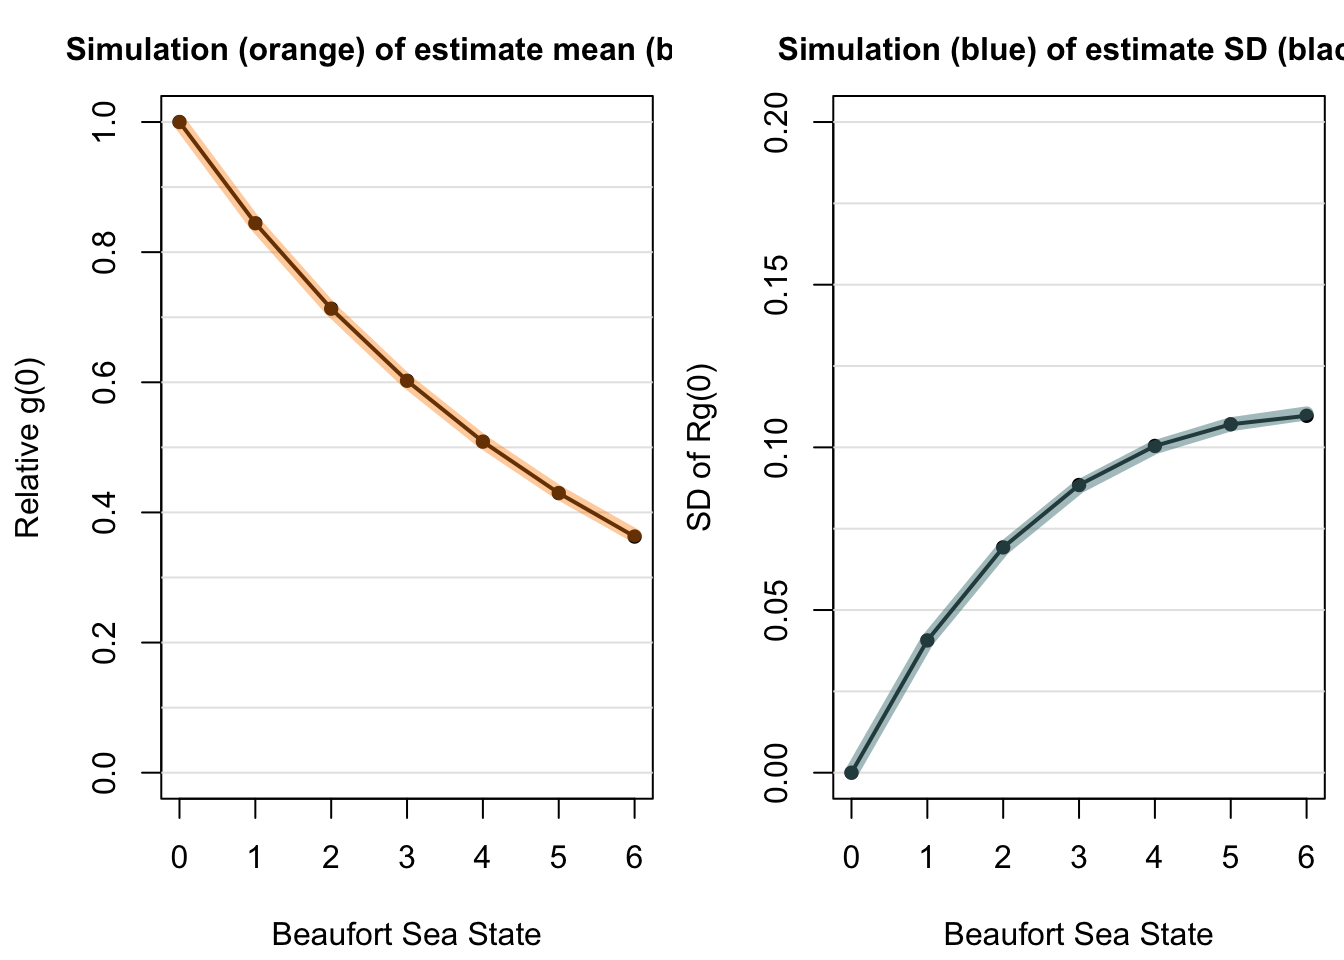 Simulation (orange) of estimate mean (b
Relative g(0)
1.0
0.8
0.6
0.4
0.2
0.0
0 1 2 3 4 5 6
Beaufort Sea State
Simulation (blue) of estimate SD (blac
SD of Rg(0)
0.20
0.15
0.10
0.05
0.00
0 1 2 3 4 5 6
Beaufort Sea State